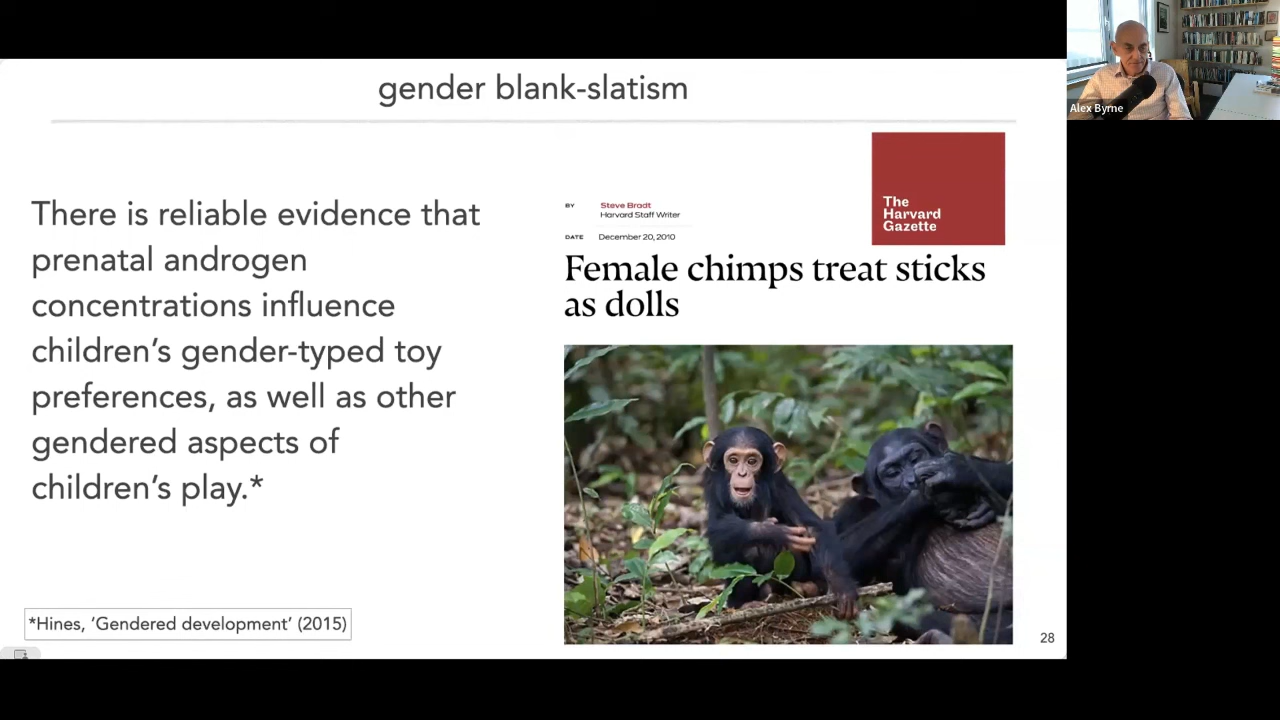 gender blank-slatism
Alex Byrne
There is reliable evidence that
prenatal androgen
concentrations influence
children's gender-typed toy
preferences, as well as other
gendered aspects of
children's play.*
*Hines, 'Gendered development' (2015)
The
Harvard
Gazette
BY Steve Bradt
Harvard Staff Writer
DATE December 20, 2010
Female chimps treat sticks
as dolls
28